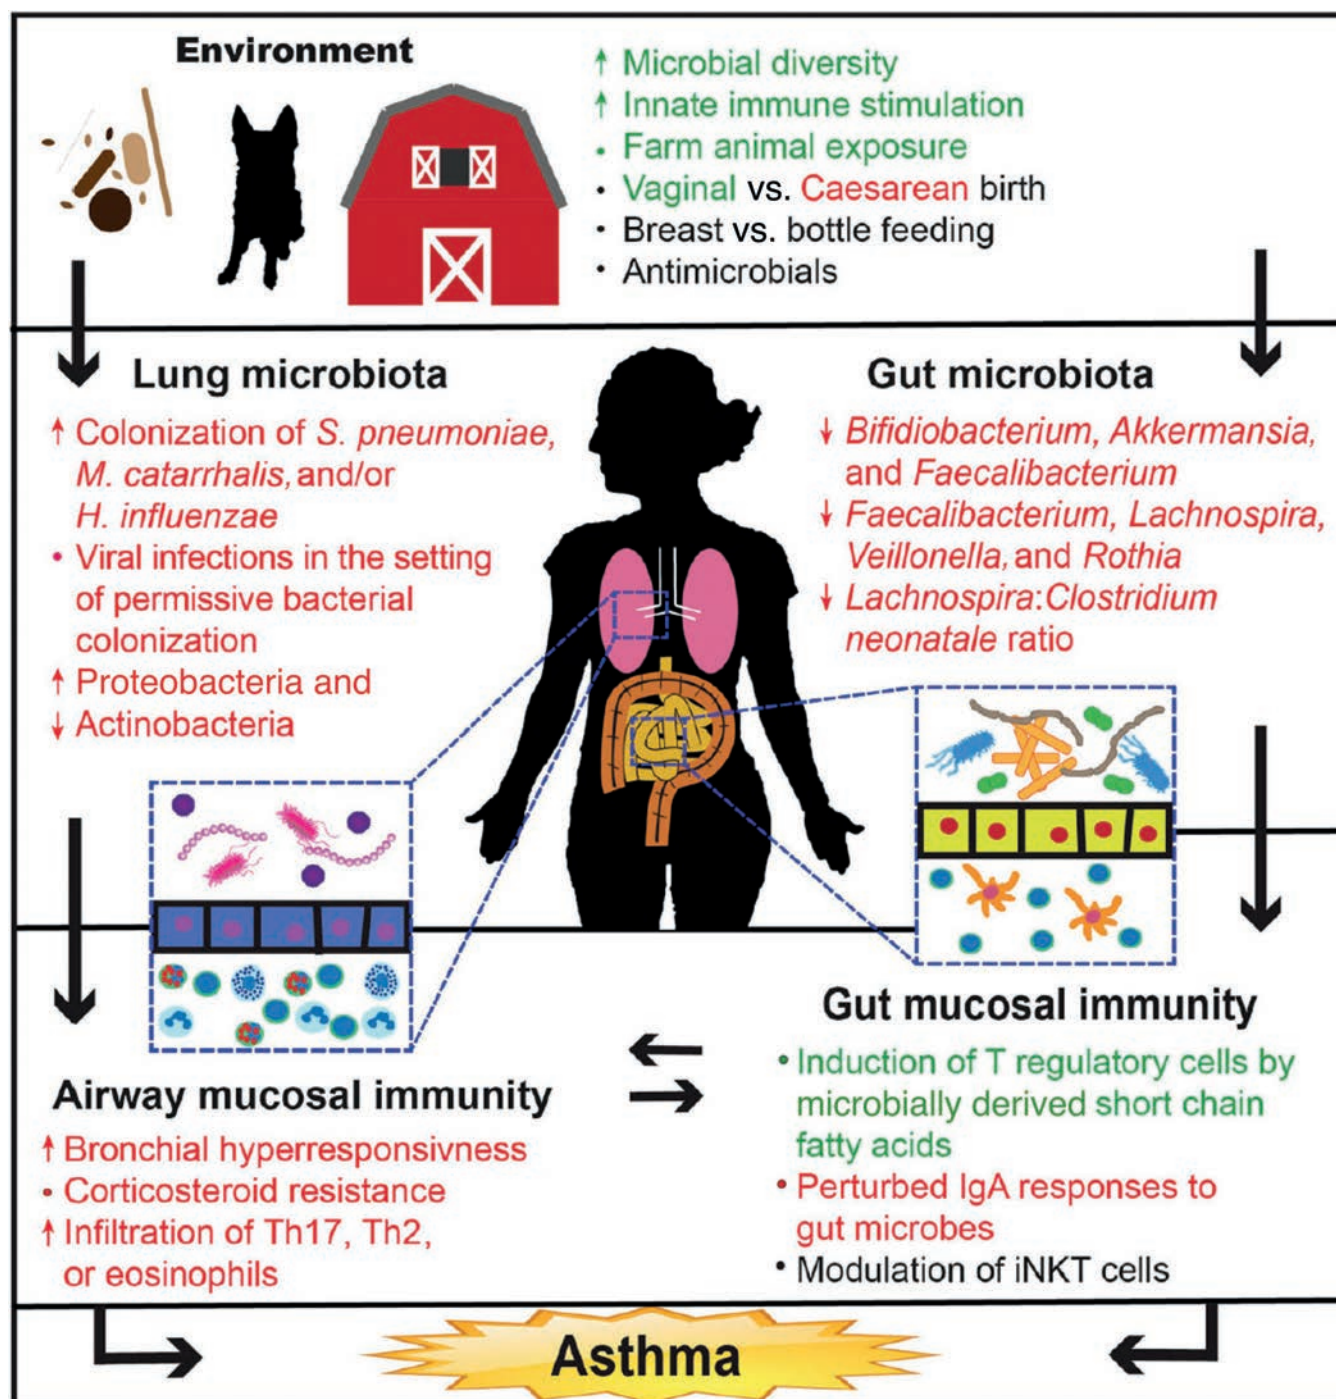 Environment
↑ Microbial diversity
↑ Innate immune stimulation
• Farm animal exposure
• Vaginal vs. Caesarean birth
• Breast vs. bottle feeding
• Antimicrobials
Lung microbiota
↑ Colonization of S. pneumoniae,
M. catarrhalis, and/or
H. influenzae
• Viral infections in the setting
of permissive bacterial
colonization
↑ Proteobacteria and
↓ Actinobacteria
Gut microbiota
↓ Bifidiobacterium, Akkermansia,
and Faecalibacterium
↓ Faecalibacterium, Lachnospira,
Veillonella, and Rothia
↓ Lachnospira:Clostridium
neonatale ratio
Airway mucosal immunity
↑ Bronchial hyperresponsivness
• Corticosteroid resistance
↑ Infiltration of Th17, Th2,
or eosinophils
Gut mucosal immunity
• Induction of T regulatory cells by
microbially derived short chain
fatty acids
• Perturbed IgA responses to
gut microbes
• Modulation of iNKT cells
Asthma